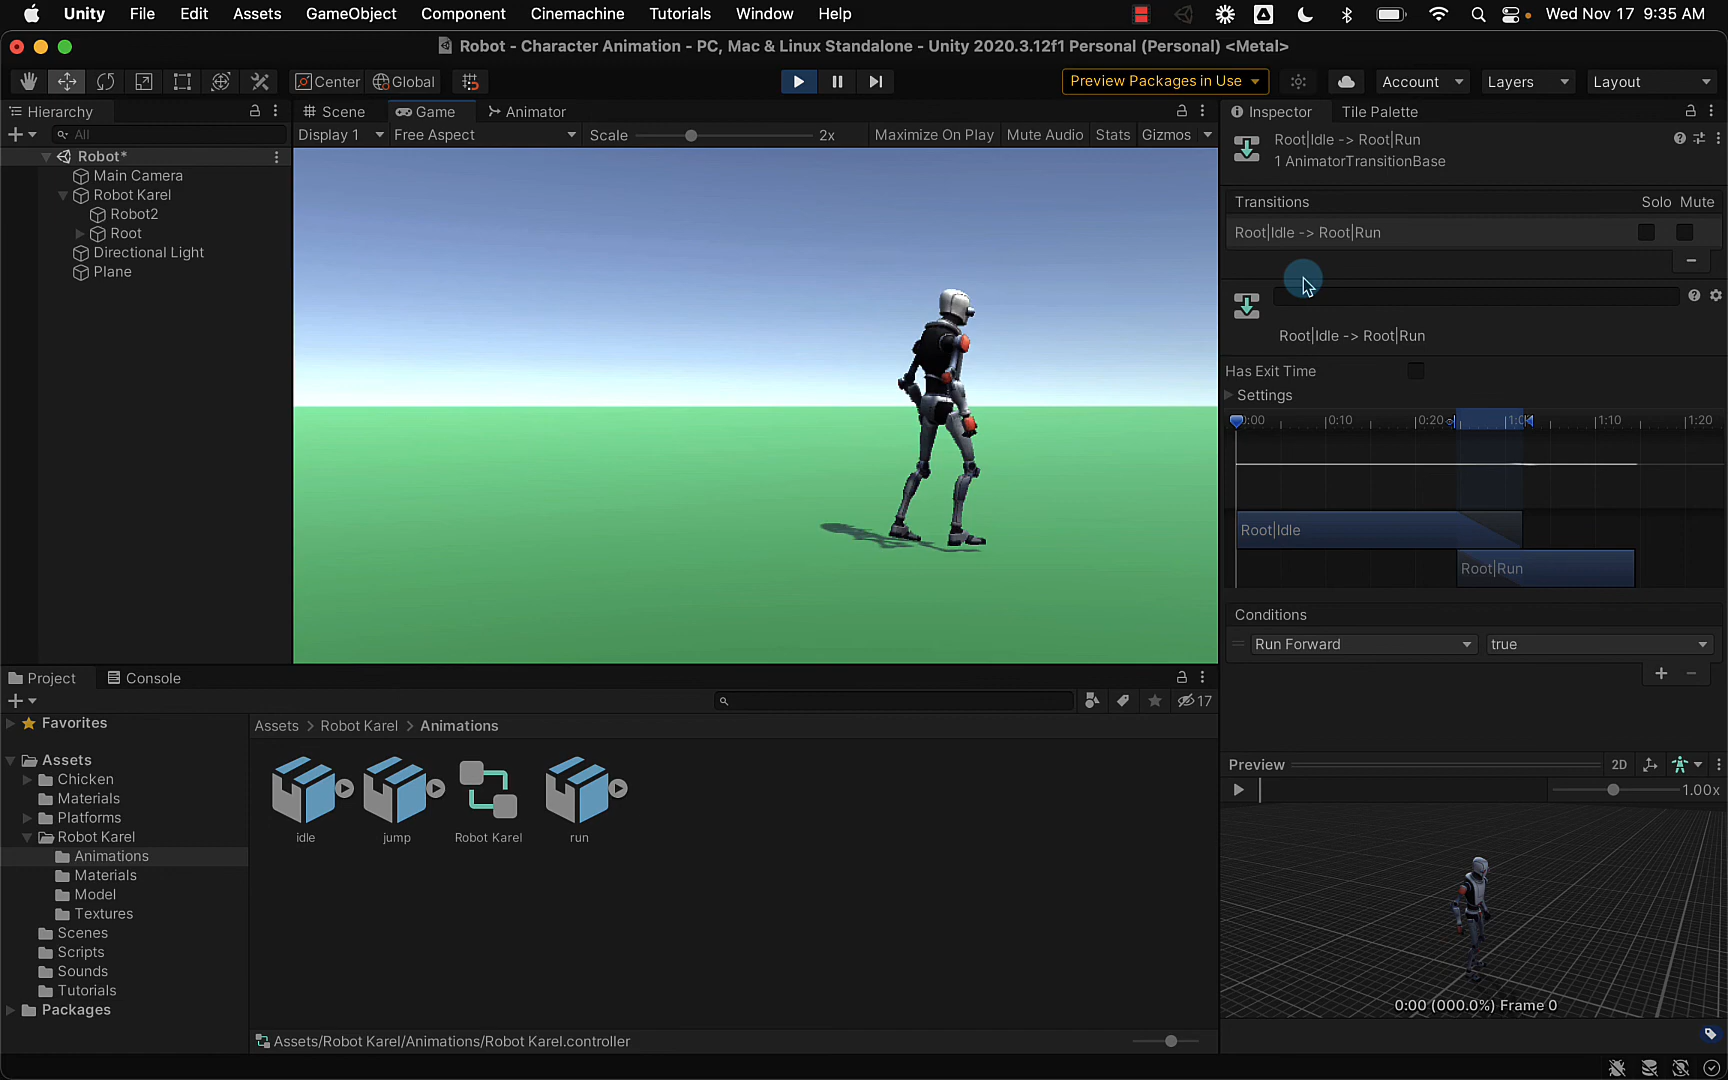 Unity File Edit Assets GameObject Component Cinemachine Tutorials Window Help Wed Nov 17 9:35 AM
Robot - Character Animation - PC, Mac & Linux Standalone - Unity 2020.3.12f1 Personal (Personal) <Metal>
Center Global Preview Packages in Use Account Layers Layout
Hierarchy Scene Game Animator Inspector Tile Palette
All Display 1 Free Aspect Scale 2x Maximize On Play Mute Audio Stats Gizmos
Robot*
Main Camera
Robot Karel
Robot2
Root
Directional Light
Plane
Root|Idle -> Root|Run
1 AnimatorTransitionBase
Transitions Solo Mute
Root|Idle -> Root|Run
Root|Idle -> Root|Run
Has Exit Time
Settings
0:10 0:20 1:10 1:20
Root|Idle
Root|Run
Conditions
Run Forward true
Project Console
17
Favorites
Assets
Chicken
Materials
Platforms
Robot Karel
Animations
Materials
Model
Textures
Scenes
Scripts
Sounds
Tutorials
Packages
Assets > Robot Karel > Animations
idle jump Robot Karel run
Assets/Robot Karel/Animations/Robot Karel.controller
Preview 2D
1.00x
0:00 (000.0%) Frame 0